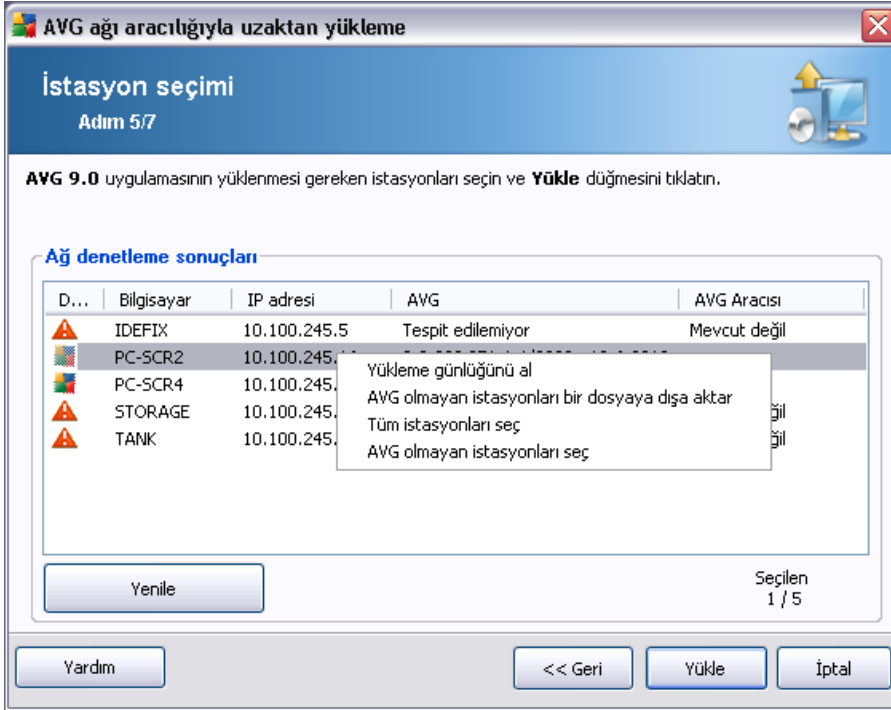 AVG ağı aracılığıyla uzaktan yükleme
İstasyon seçimi
Adım 5/7
AVG 9.0 uygulamasının yüklenmesi gereken istasyonları seçin ve Yükle düğmesini tıklatın.
Ağ denetleme sonuçları
D... Bilgisayar IP adresi AVG AVG Aracısı
IDEFIX 10.100.245.5 Tespit edilemiyor Mevcut değil
PC-SCR2 10.100.245.
PC-SCR4 10.100.245.
STORAGE 10.100.245. ğil
TANK 10.100.245. ğil
Yükleme günlüğünü al
AVG olmayan istasyonları bir dosyaya dışa aktar
Tüm istasyonları seç
AVG olmayan istasyonları seç
Yenile
Seçilen
1 / 5
Yardım << Geri Yükle İptal